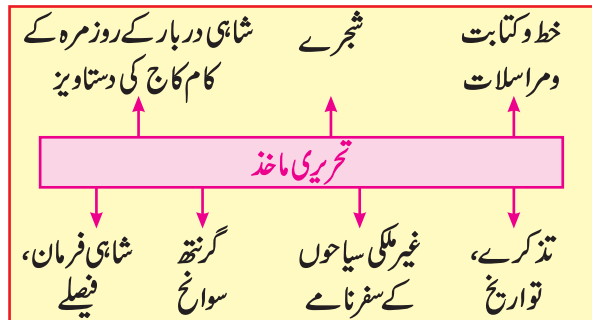 خط و کتابت
و مراسلات
شجرے
شاہی دربار کے روزمرہ کے
کام کاج کی دستاویز
تحریری ماخذ
تذکرے،
تواریخ
غیر ملکی سیاحوں
کے سفرنامے
گرنتھ
سوانح
شاہی فرمان،
فیصلے